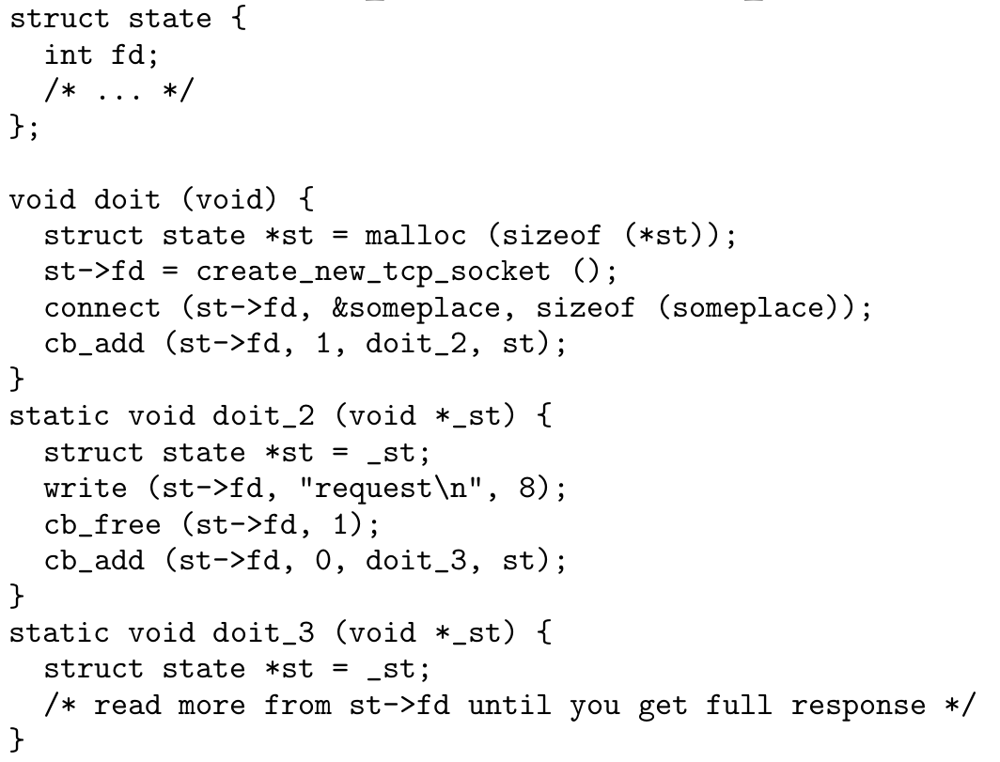 struct state {
  int fd;
  /* ... */
};

void doit (void) {
  struct state *st = malloc (sizeof (*st));
  st->fd = create_new_tcp_socket ();
  connect (st->fd, &someplace, sizeof (someplace));
  cb_add (st->fd, 1, doit_2, st);
}
static void doit_2 (void *_st) {
  struct state *st = _st;
  write (st->fd, "request\n", 8);
  cb_free (st->fd, 1);
  cb_add (st->fd, 0, doit_3, st);
}
static void doit_3 (void *_st) {
  struct state *st = _st;
  /* read more from st->fd until you get full response */
}